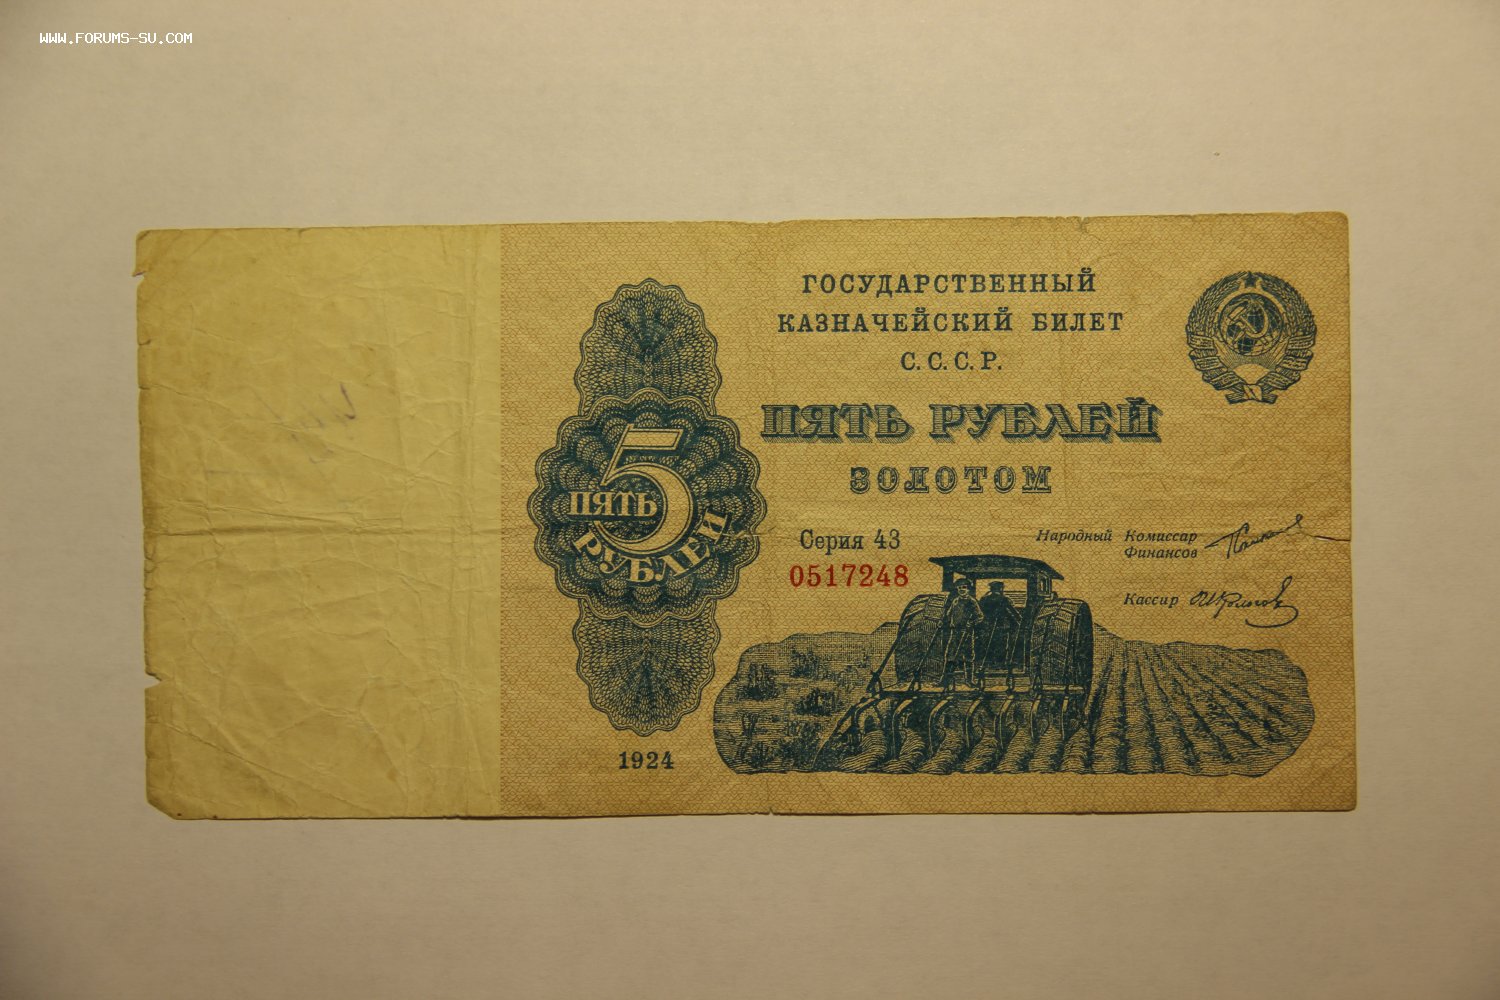 WWW.FORUMS-SU.COM
ГОСУДАРСТВЕННЫЙ
КАЗНАЧЕЙСКИЙ БИЛЕТ
С.С.С.Р.
ПЯТЬ РУБЛЕЙ
ЗОЛОТОМ
5
ПЯТЬ
РУБЛЕЙ
Серия 43
0517248
Народный Комиссар
Финансов
Кассир
1924